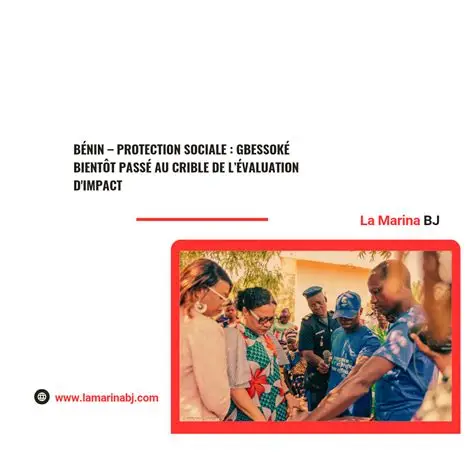 BÉNIN – PROTECTION SOCIALE : GBESSOKÉ
BIENTÔT PASSÉ AU CRIBLE DE L'ÉVALUATION
D'IMPACT
La Marina BJ
www.lamarinabj.com